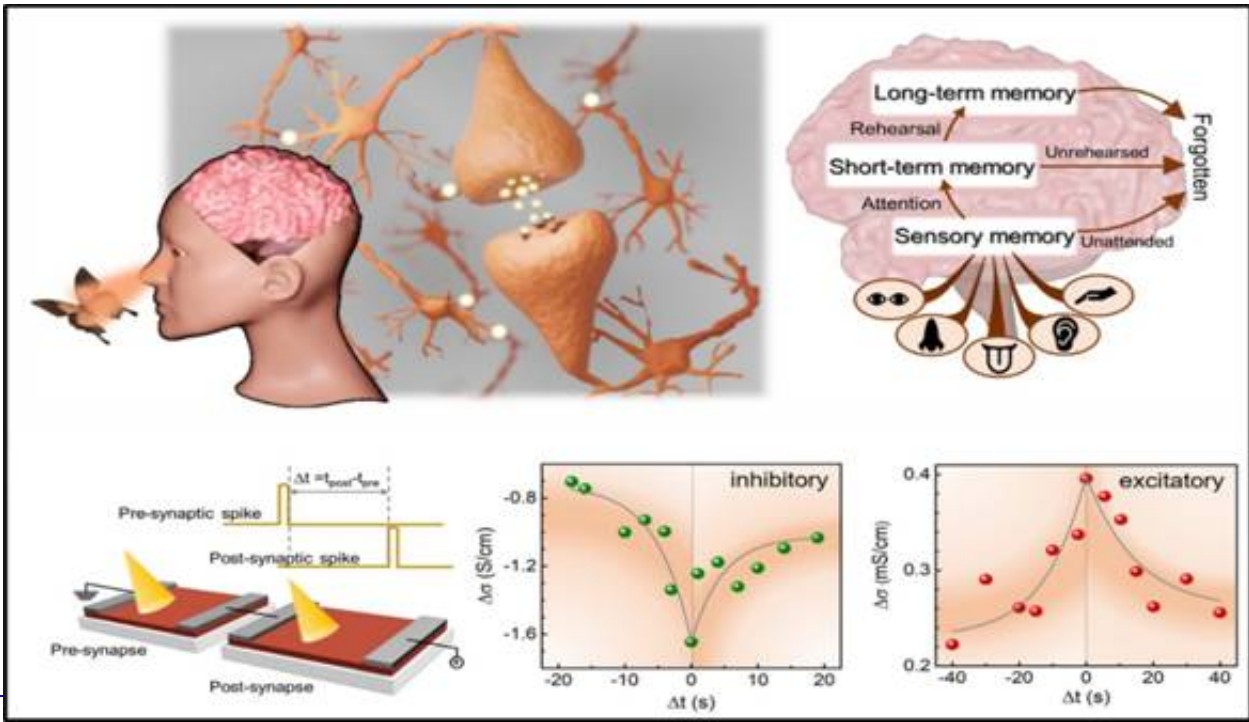 Long-term memory
Rehearsal
Short-term memory
Unrehearsed
Forgotten
Attention
Sensory memory
Unattended
Δt =tpost-tpre
Pre-synaptic spike
Post-synaptic spike
Pre-synapse
Post-synapse
inhibitory
Δσ (S/cm)
-0.8
-1.2
-1.6
-20
-10
0
10
20
Δt (s)
excitatory
Δσ (mS/cm)
0.4
0.3
0.2
-40
-20
0
20
40
Δt (s)